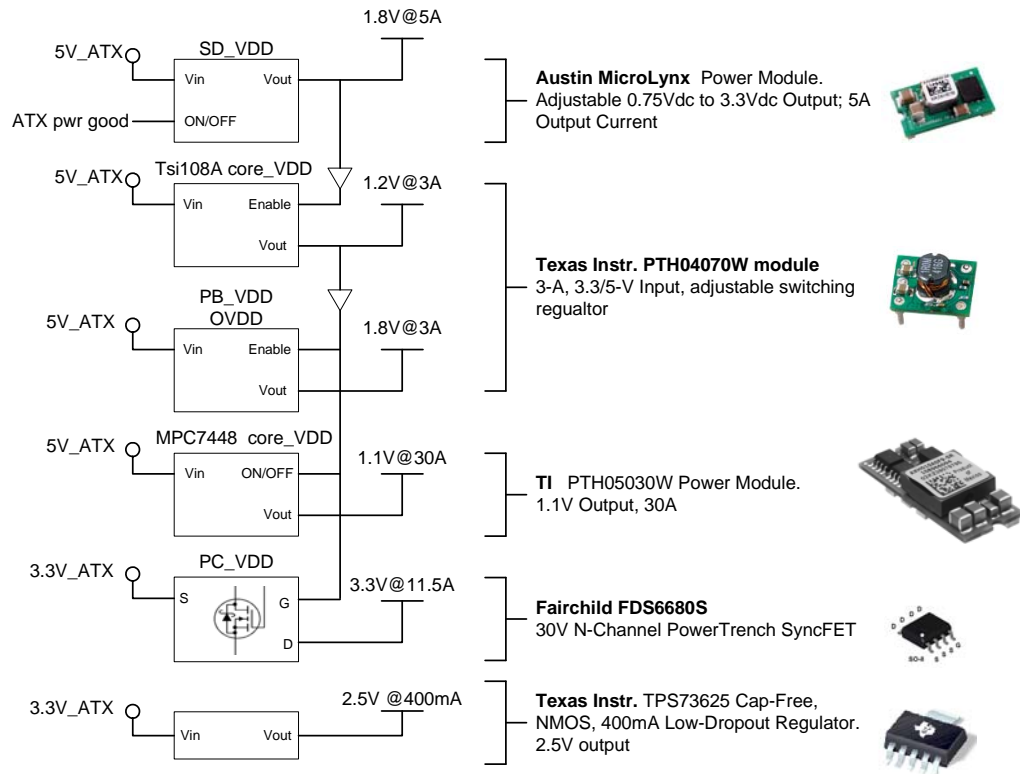 1.8V@5A
5V_ATX
SD_VDD
Vin
Vout
ATX pwr good
ON/OFF
Austin MicroLynx Power Module.
Adjustable 0.75Vdc to 3.3Vdc Output; 5A
Output Current
5V_ATX
Tsi108A core_VDD
1.2V@3A
Vin
Enable
Vout
Texas Instr. PTH04070W module
3-A, 3.3/5-V Input, adjustable switching
regualtor
PB_VDD
OVDD
5V_ATX
1.8V@3A
Vin
Enable
Vout
MPC7448 core_VDD
5V_ATX
1.1V@30A
Vin
ON/OFF
Vout
TI PTH05030W Power Module.
1.1V Output, 30A
3.3V_ATX
PC_VDD
3.3V@11.5A
S
G
D
Fairchild FDS6680S
30V N-Channel PowerTrench SyncFET
D D D D
SO-8
S S S G
3.3V_ATX
2.5V @400mA
Vin
Vout
Texas Instr. TPS73625 Cap-Free,
NMOS, 400mA Low-Dropout Regulator.
2.5V output